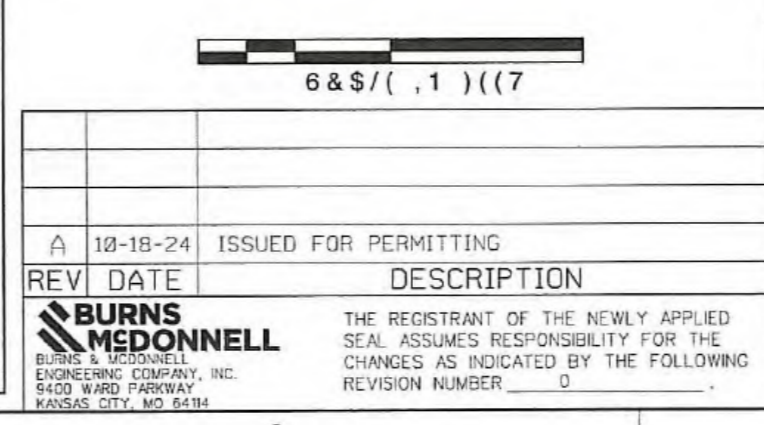 6&$/( ,1 )((7
A 10-18-24 ISSUED FOR PERMITTING
REV DATE DESCRIPTION
BURNS
McDONNELL
BURNS & MCDONNELL
ENGINEERING COMPANY, INC.
9400 WARD PARKWAY
KANSAS CITY, MO 64114
THE REGISTRANT OF THE NEWLY APPLIED
SEAL ASSUMES RESPONSIBILITY FOR THE
CHANGES AS INDICATED BY THE FOLLOWING
REVISION NUMBER 0 .